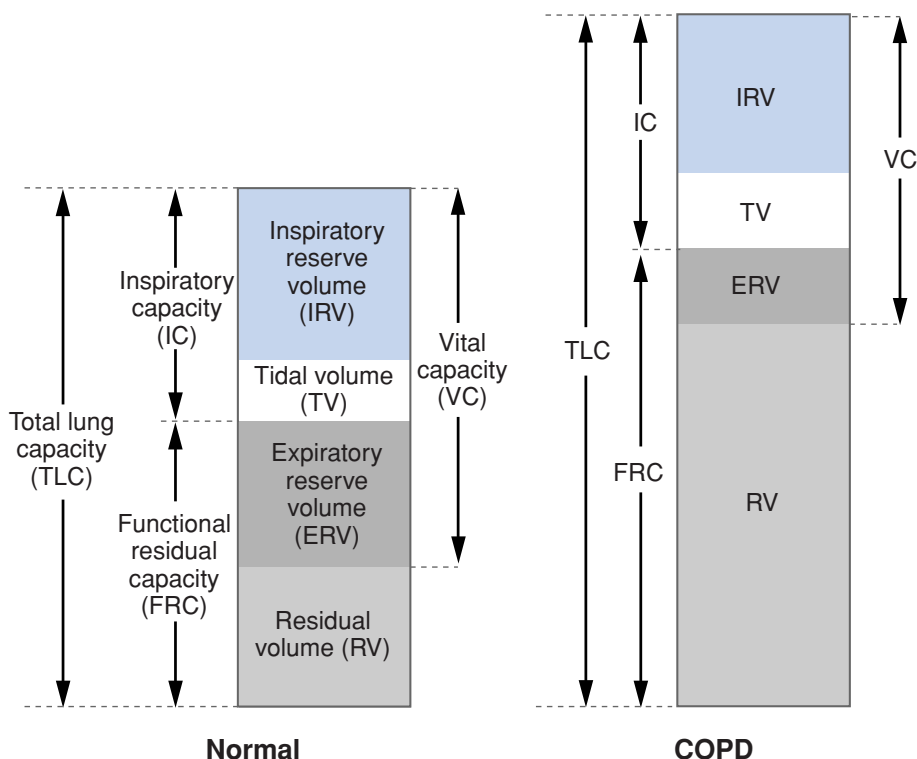 Inspiratory
reserve
volume
(IRV)
Tidal volume
(TV)
Expiratory
reserve
volume
(ERV)
Residual
volume (RV)
Inspiratory
capacity
(IC)
Functional
residual
capacity
(FRC)
Total lung
capacity
(TLC)
Vital
capacity
(VC)
Normal
IRV
TV
ERV
RV
IC
FRC
TLC
VC
COPD